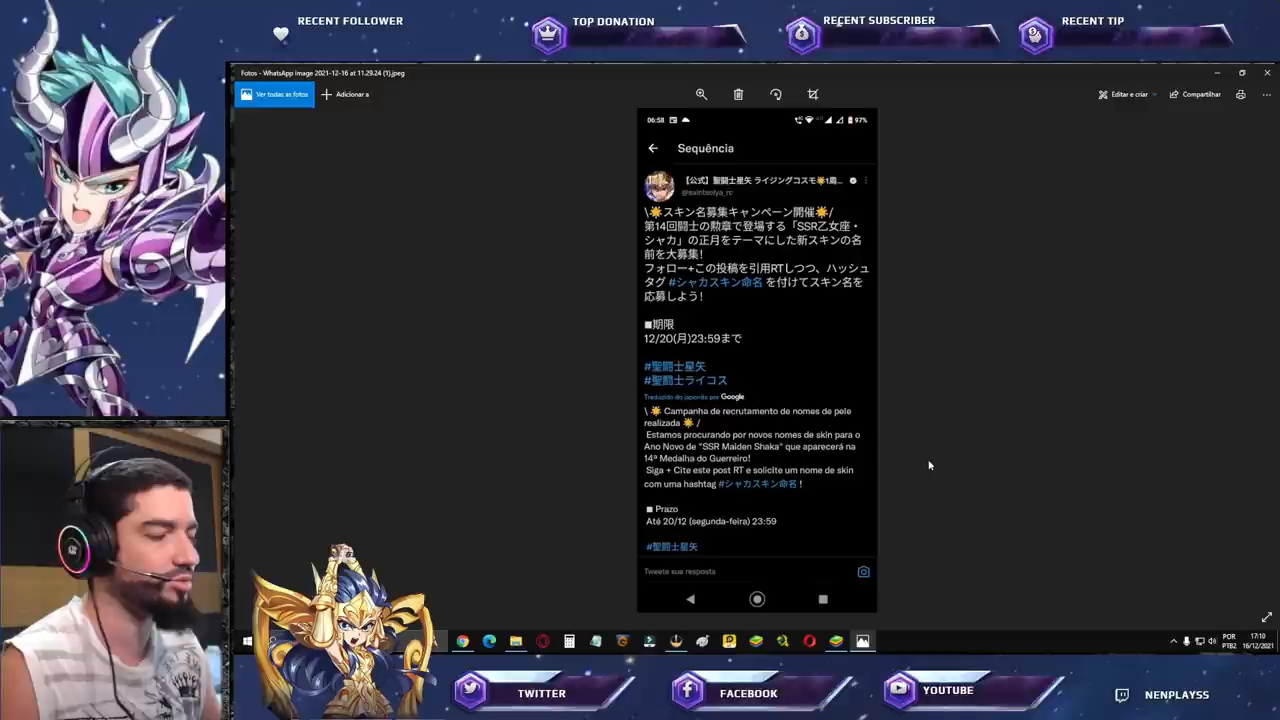 RECENT FOLLOWER
TOP DONATION
RECENT SUBSCRIBER
RECENT TIP
Fotos - WhatsApp Image 2021-12-16 at 11.29.24 (1).jpeg
Ver todas as fotos
Adicionar a
Editar e criar
Compartilhar
06:58
97%
Sequência
【公式】聖闘士星矢 ライジングコスモ🌟1周...
@saintseiya_rc
\🌟スキン名募集キャンペーン開催🌟/
第14回闘士の勲章で登場する「SSR乙女座・
シャカ」の正月をテーマにした新スキンの名
前を大募集！
フォロー+この投稿を引用RTしつつ、ハッシュ
タグ #シャカスキン命名 を付けてスキン名を
応募しよう！
■期限
12/20(月)23:59まで
#聖闘士星矢
#聖闘士ライコス
Traduzido do japonês por Google
\ 🌟 Campanha de recrutamento de nomes de pele
realizada 🌟 /
Estamos procurando por novos nomes de skin para o
Ano Novo de "SSR Maiden Shaka" que aparecerá na
14ª Medalha do Guerreiro!
Siga + Cite este post RT e solicite um nome de skin
com uma hashtag #シャカスキン命名 !
■ Prazo
Até 20/12 (segunda-feira) 23:59
#聖闘士星矢
Tweete sua resposta
POR
PTB2
17:10
16/12/2021
TWITTER
FACEBOOK
YOUTUBE
NENPLAYSS